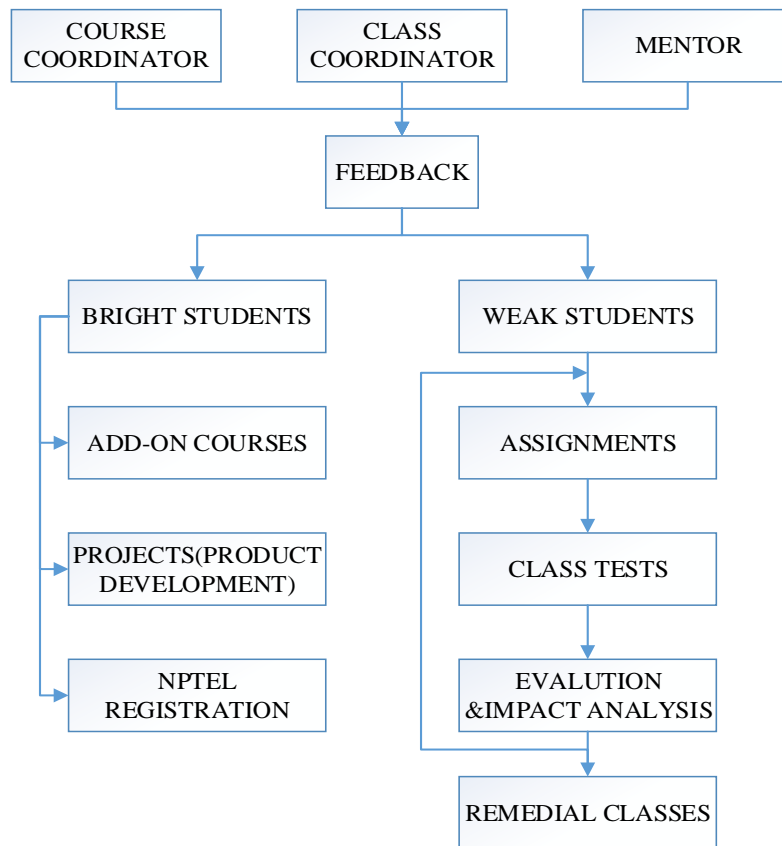 COURSE
COORDINATOR
CLASS
COORDINATOR
MENTOR
FEEDBACK
BRIGHT STUDENTS
WEAK STUDENTS
ADD-ON COURSES
ASSIGNMENTS
PROJECTS(PRODUCT
DEVELOPMENT)
CLASS TESTS
NPTEL
REGISTRATION
EVALUTION
&IMPACT ANALYSIS
REMEDIAL CLASSES